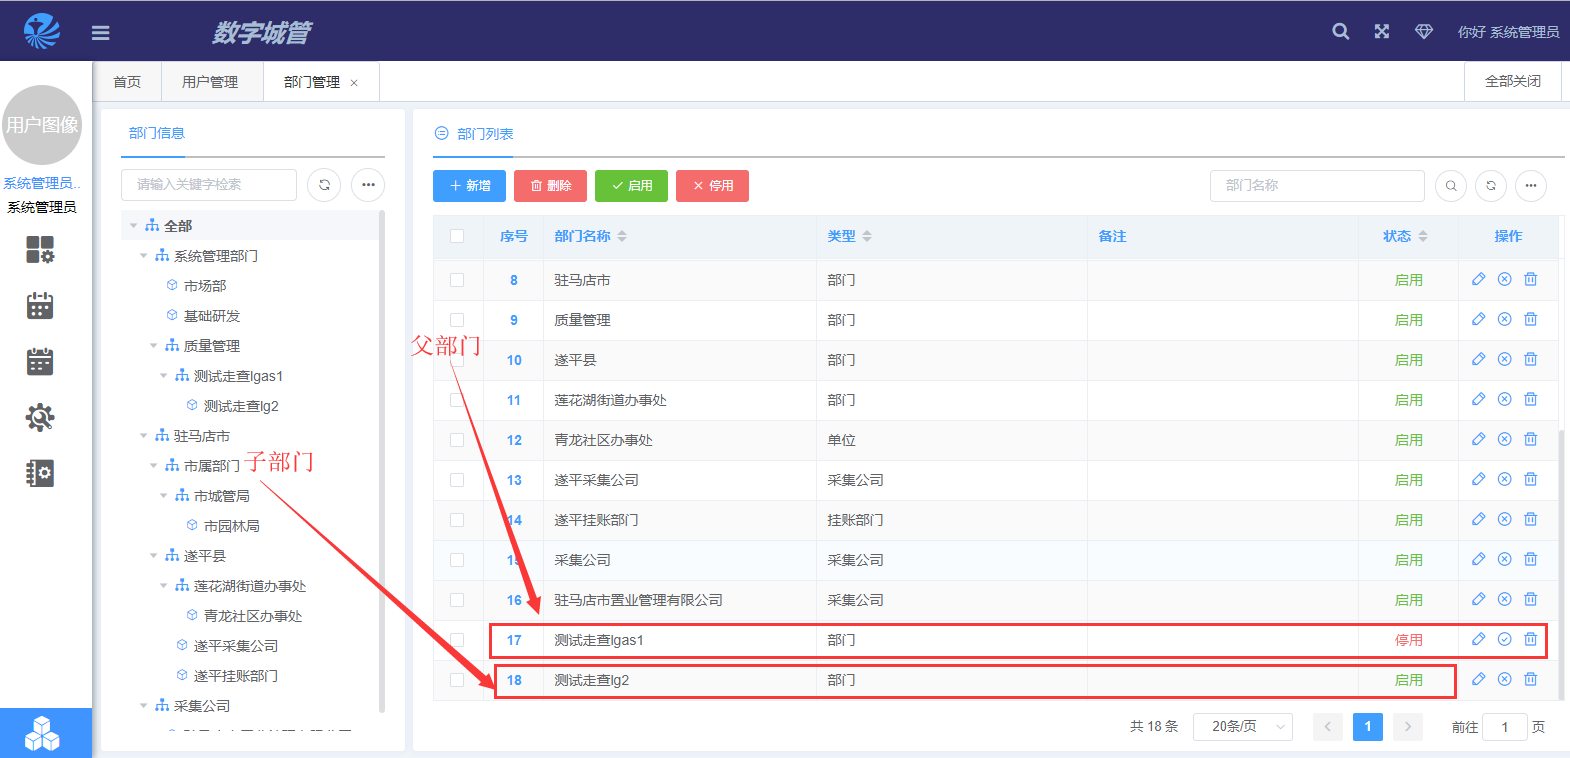 数字城管
你好 系统管理员
首页
用户管理
部门管理
全部关闭
用户图像
系统管理员..
系统管理员
部门信息
请输入关键字检索
全部
系统管理部门
市场部
基础研发
质量管理
测试走查lgas1
测试走查lg2
驻马店市
市属部门
子部门
市城管局
市园林局
遂平县
莲花湖街道办事处
青龙社区办事处
遂平采集公司
遂平挂账部门
采集公司
部门列表
新增
删除
启用
停用
部门名称
序号 部门名称 类型 备注 状态 操作
8 驻马店市 部门 启用
9 质量管理 部门 启用
父部门
10 遂平县 部门 启用
11 莲花湖街道办事处 部门 启用
12 青龙社区办事处 单位 启用
13 遂平采集公司 采集公司 启用
14 遂平挂账部门 挂账部门 启用
15 采集公司 采集公司 启用
16 驻马店市置业管理有限公司 采集公司 启用
17 测试走查lgas1 部门 停用
18 测试走查lg2 部门 启用
共 18 条 20条/页 1 前往 1 页